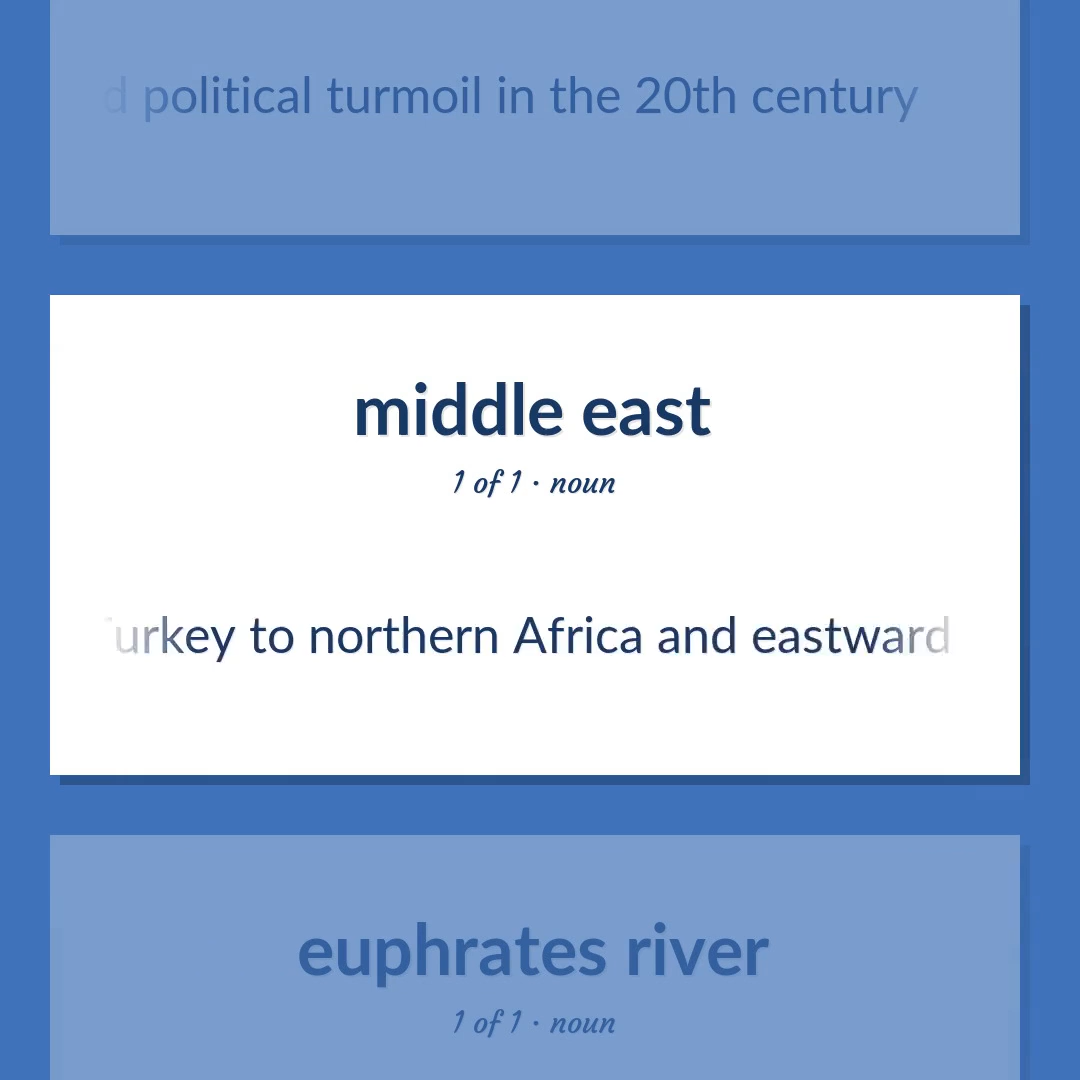 political turmoil in the 20th century
middle east
1 of 1 · noun
urkey to northern Africa and eastward
euphrates river
1 of 1 · noun